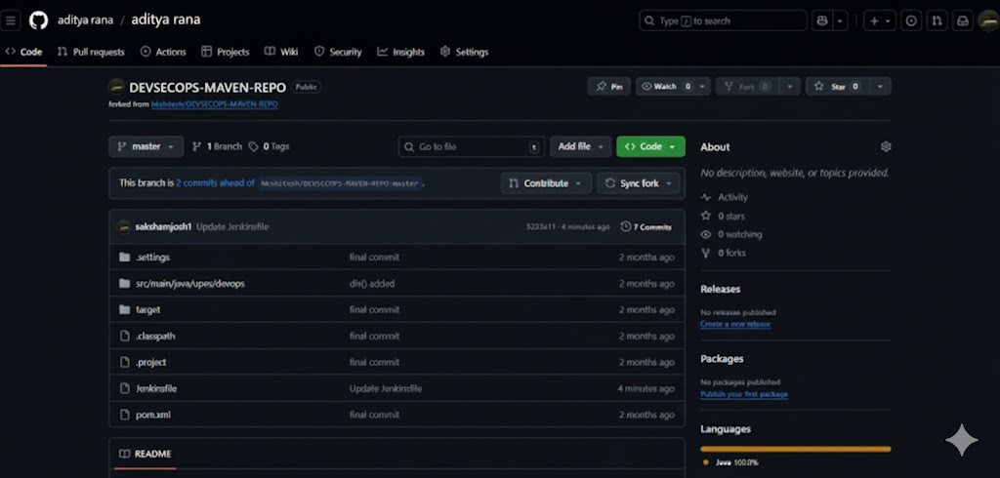 aditya rana / aditya rana
Type / to search
Code Pull requests Actions Projects Wiki Security Insights Settings
DEVSECOPS-MAVEN-REPO Public
Pin Watch 0 Fork 0 Star 0
forked from /DEVSECOPS-MAVEN-REPO
master 1 Branch 0 Tags Go to file t Add file Code
This branch is 2 commits ahead of /DEVSECOPS-MAVEN-REPO:master .
Contribute Sync fork
sakshamjosh1 Update Jenkinsfile 5233a11 · 4 minutes ago 7 Commits
.settings final commit 2 months ago
src/main/java/upes/devops div() added 2 months ago
target final commit 2 months ago
.classpath final commit 2 months ago
.project final commit 2 months ago
Jenkinsfile Update Jenkinsfile 4 minutes ago
pom.xml final commit 2 months ago
README
About
No description, website, or topics provided.
Activity
0 stars
0 watching
0 forks
Releases
No releases published
Create a new release
Packages
No packages published
Publish your first package
Languages
Java 100.0%